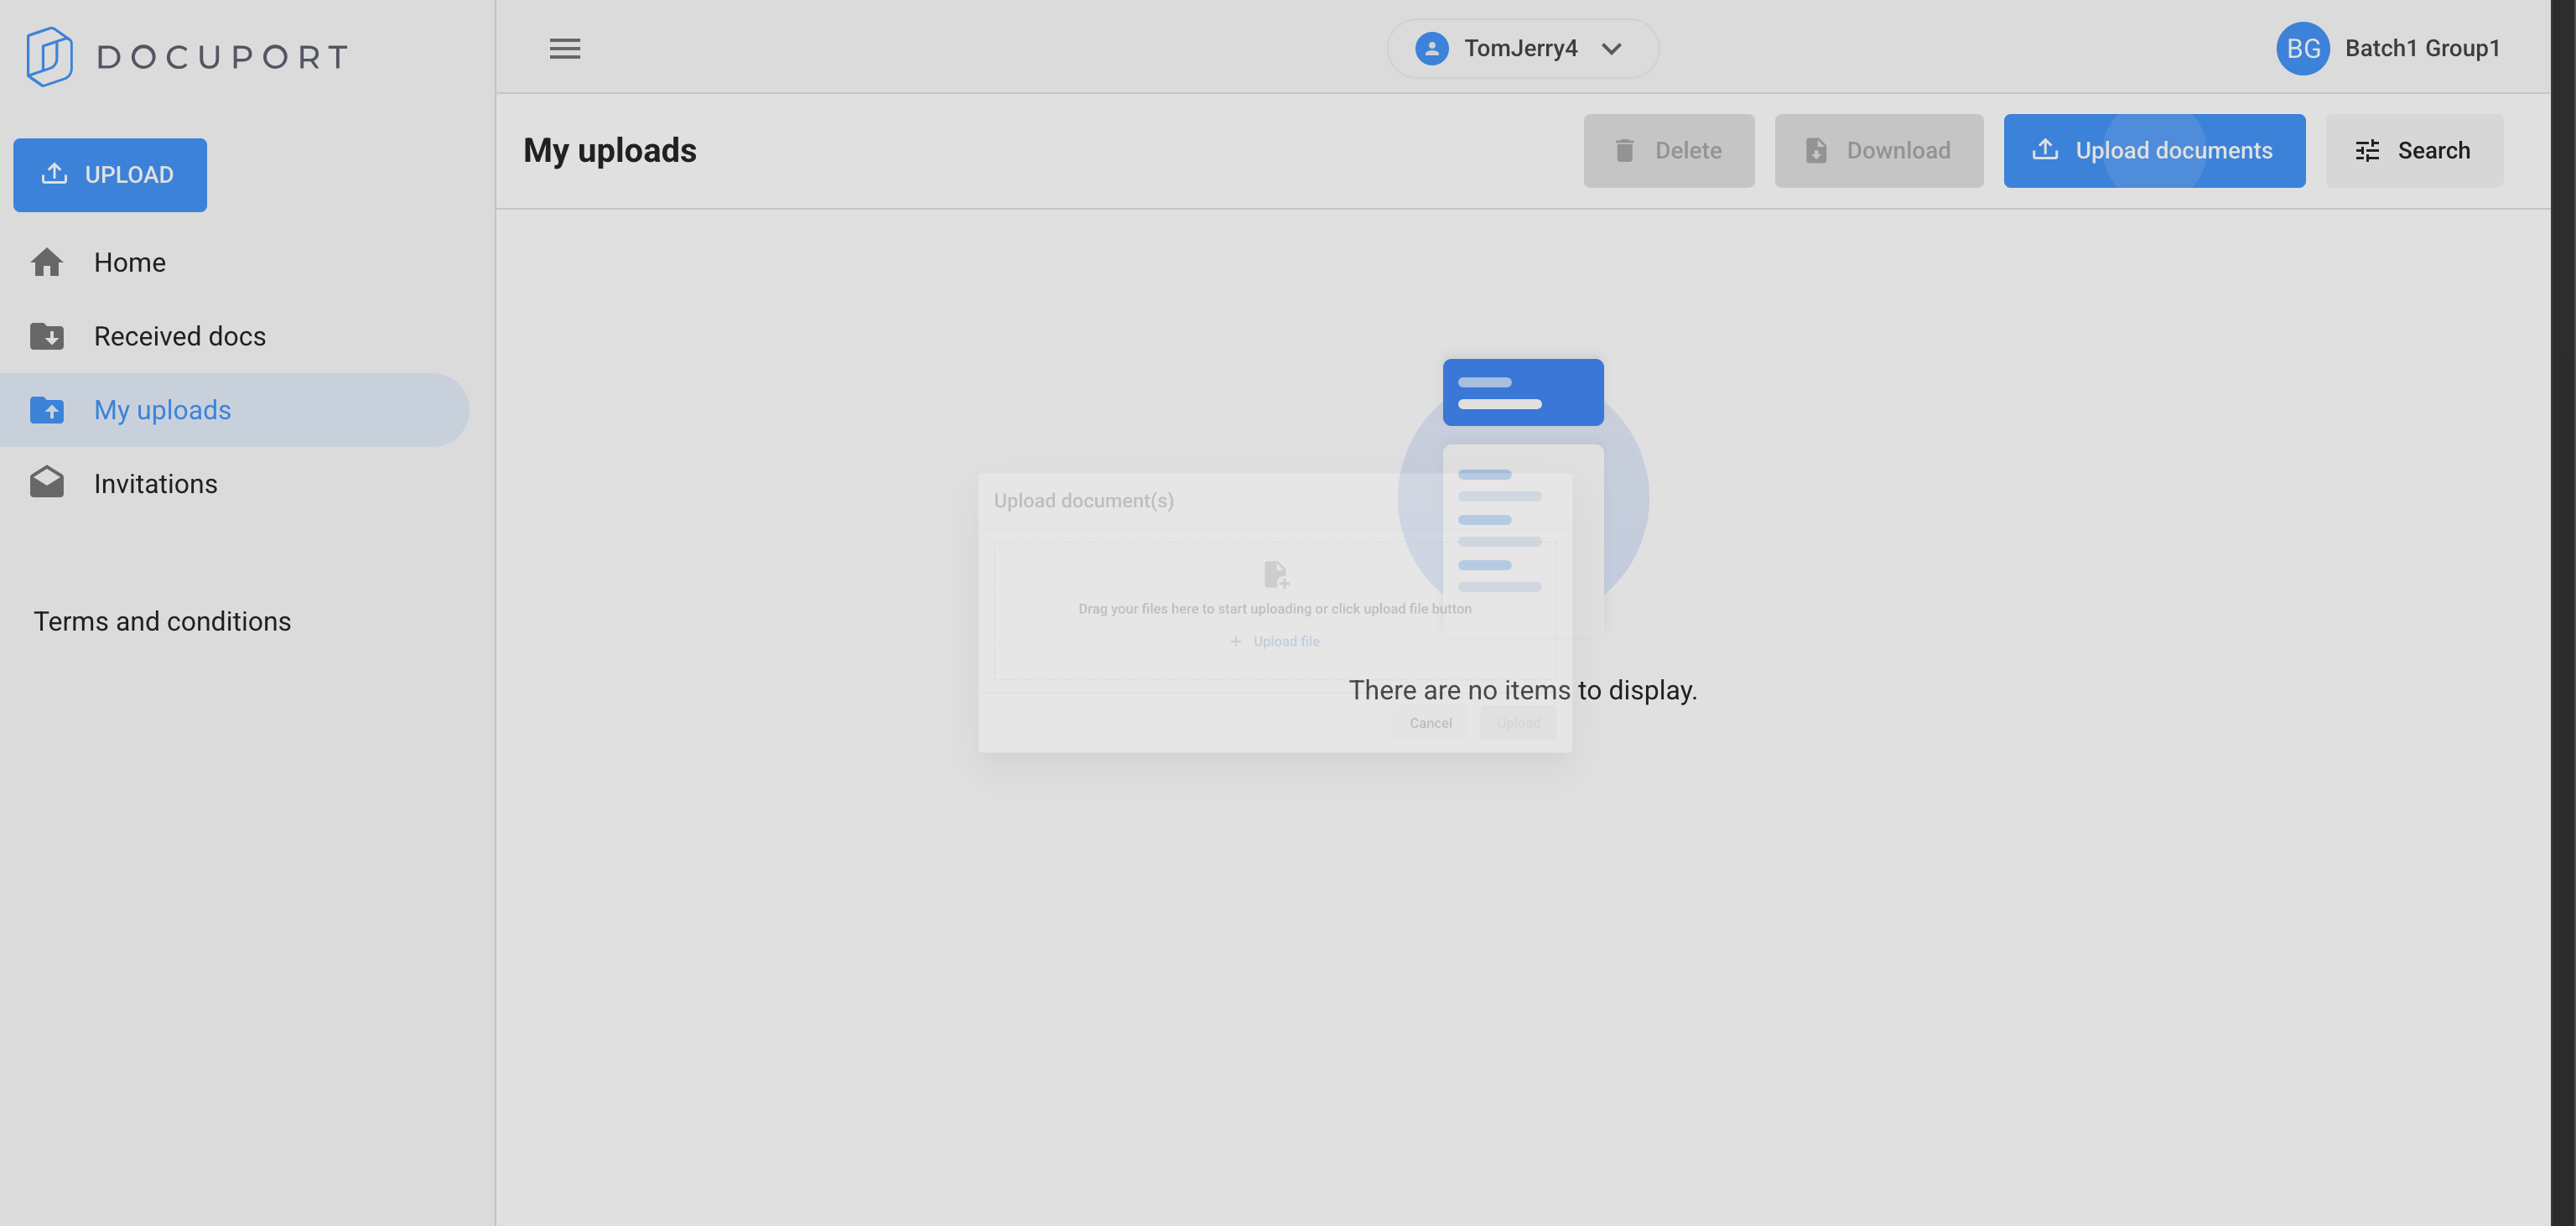 DOCUPORT
TomJerry4
BG
Batch1 Group1
UPLOAD
My uploads
Delete
Download
Upload documents
Search
Home
Received docs
My uploads
Invitations
Terms and conditions
Upload document(s)
Drag your files here to start uploading or click upload file button
+ Upload file
There are no items to display.
Cancel
Upload